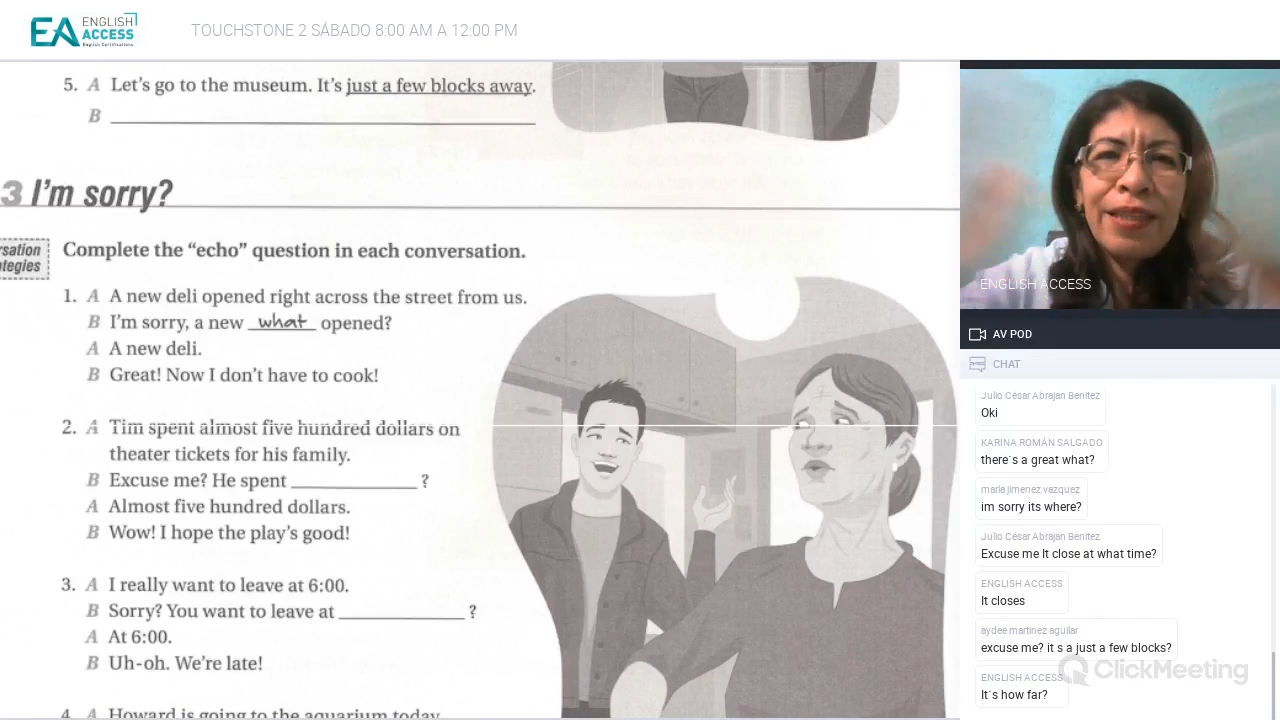 EA ENGLISH ACCESS
English Certifications
TOUCHSTONE 2 SÁBADO 8:00 AM A 12:00 PM
5. A Let's go to the museum. It's just a few blocks away.
B
3 I'm sorry?
rsation
tegies
Complete the “echo” question in each conversation.
1. A A new deli opened right across the street from us.
B I'm sorry, a new what opened?
A A new deli.
B Great! Now I don't have to cook!
2. A Tim spent almost five hundred dollars on
theater tickets for his family.
B Excuse me? He spent ?
A Almost five hundred dollars.
B Wow! I hope the play's good!
3. A I really want to leave at 6:00.
B Sorry? You want to leave at ?
A At 6:00.
B Uh-oh. We're late!
4. A Howard is going to the aquarium today.
ENGLISH ACCESS
AV POD
CHAT
Julio César Abrajan Benítez
Oki
KARINA ROMÁN SALGADO
there´s a great what?
maria jimenez vazquez
im sorry its where?
Julio César Abrajan Benítez
Excuse me It close at what time?
ENGLISH ACCESS
It closes
aydee martinez aguilar
excuse me? it s a just a few blocks?
ENGLISH ACCESS
It´s how far?
ClickMeeting